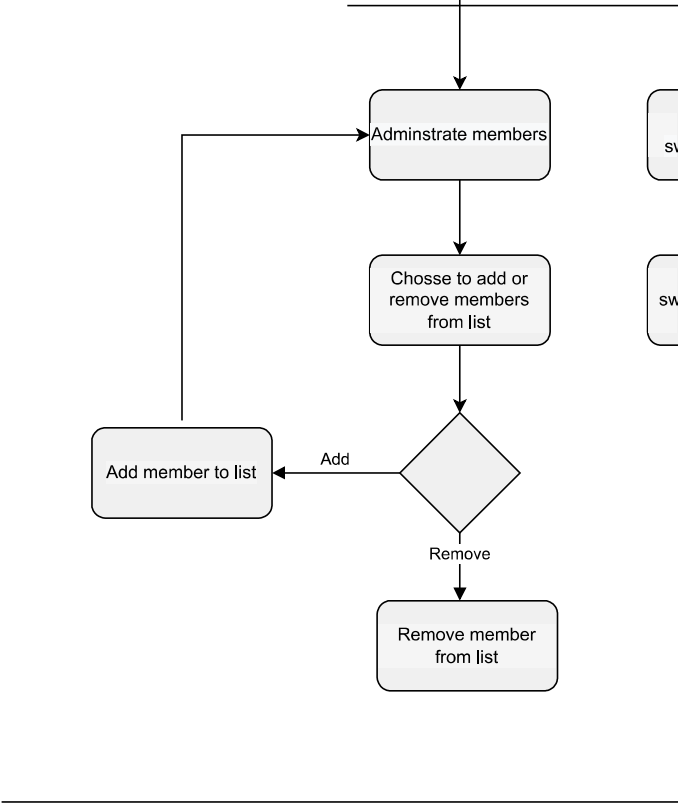 Adminstrate members
Chosse to add or
remove members
from list
Add
Add member to list
Remove
Remove member
from list